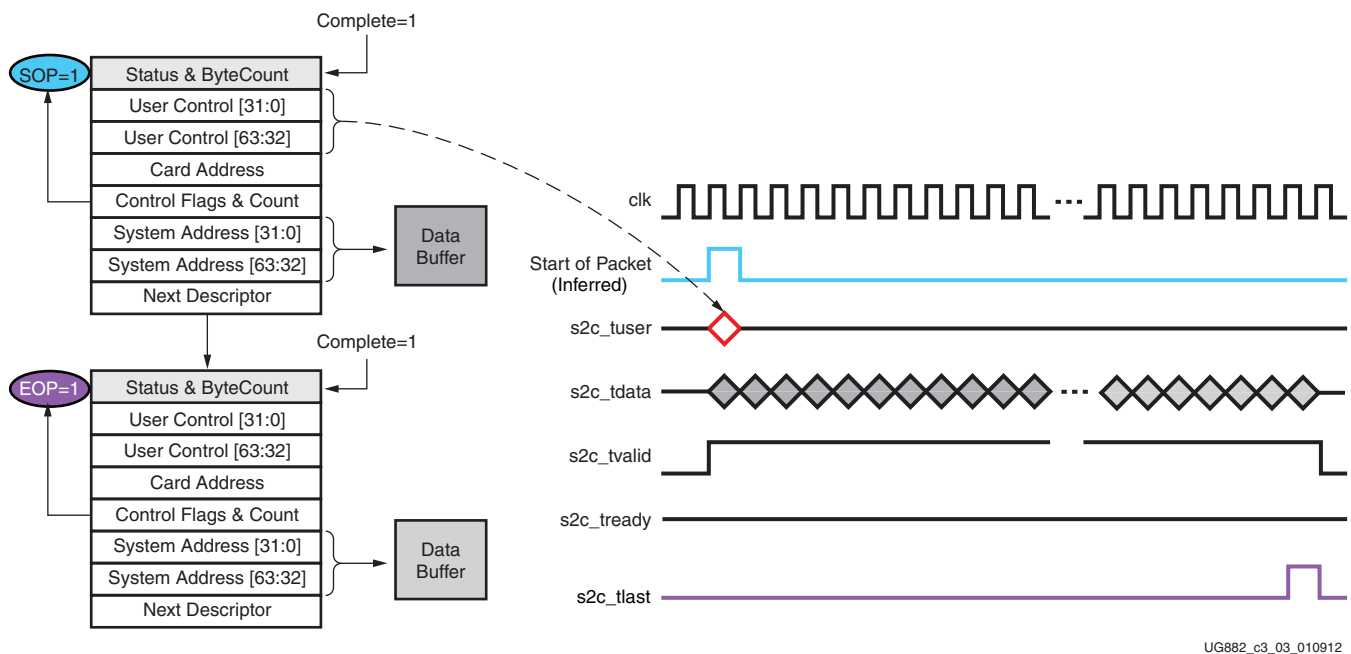 Complete=1
SOP=1
Status & ByteCount
User Control [31:0]
User Control [63:32]
Card Address
Control Flags & Count
System Address [31:0]
System Address [63:32]
Next Descriptor
Data
Buffer
Complete=1
EOP=1
Status & ByteCount
User Control [31:0]
User Control [63:32]
Card Address
Control Flags & Count
System Address [31:0]
System Address [63:32]
Next Descriptor
Data
Buffer
clk
Start of Packet
(Inferred)
s2c_tuser
s2c_tdata
s2c_tvalid
s2c_tready
s2c_tlast
UG882_c3_03_010912